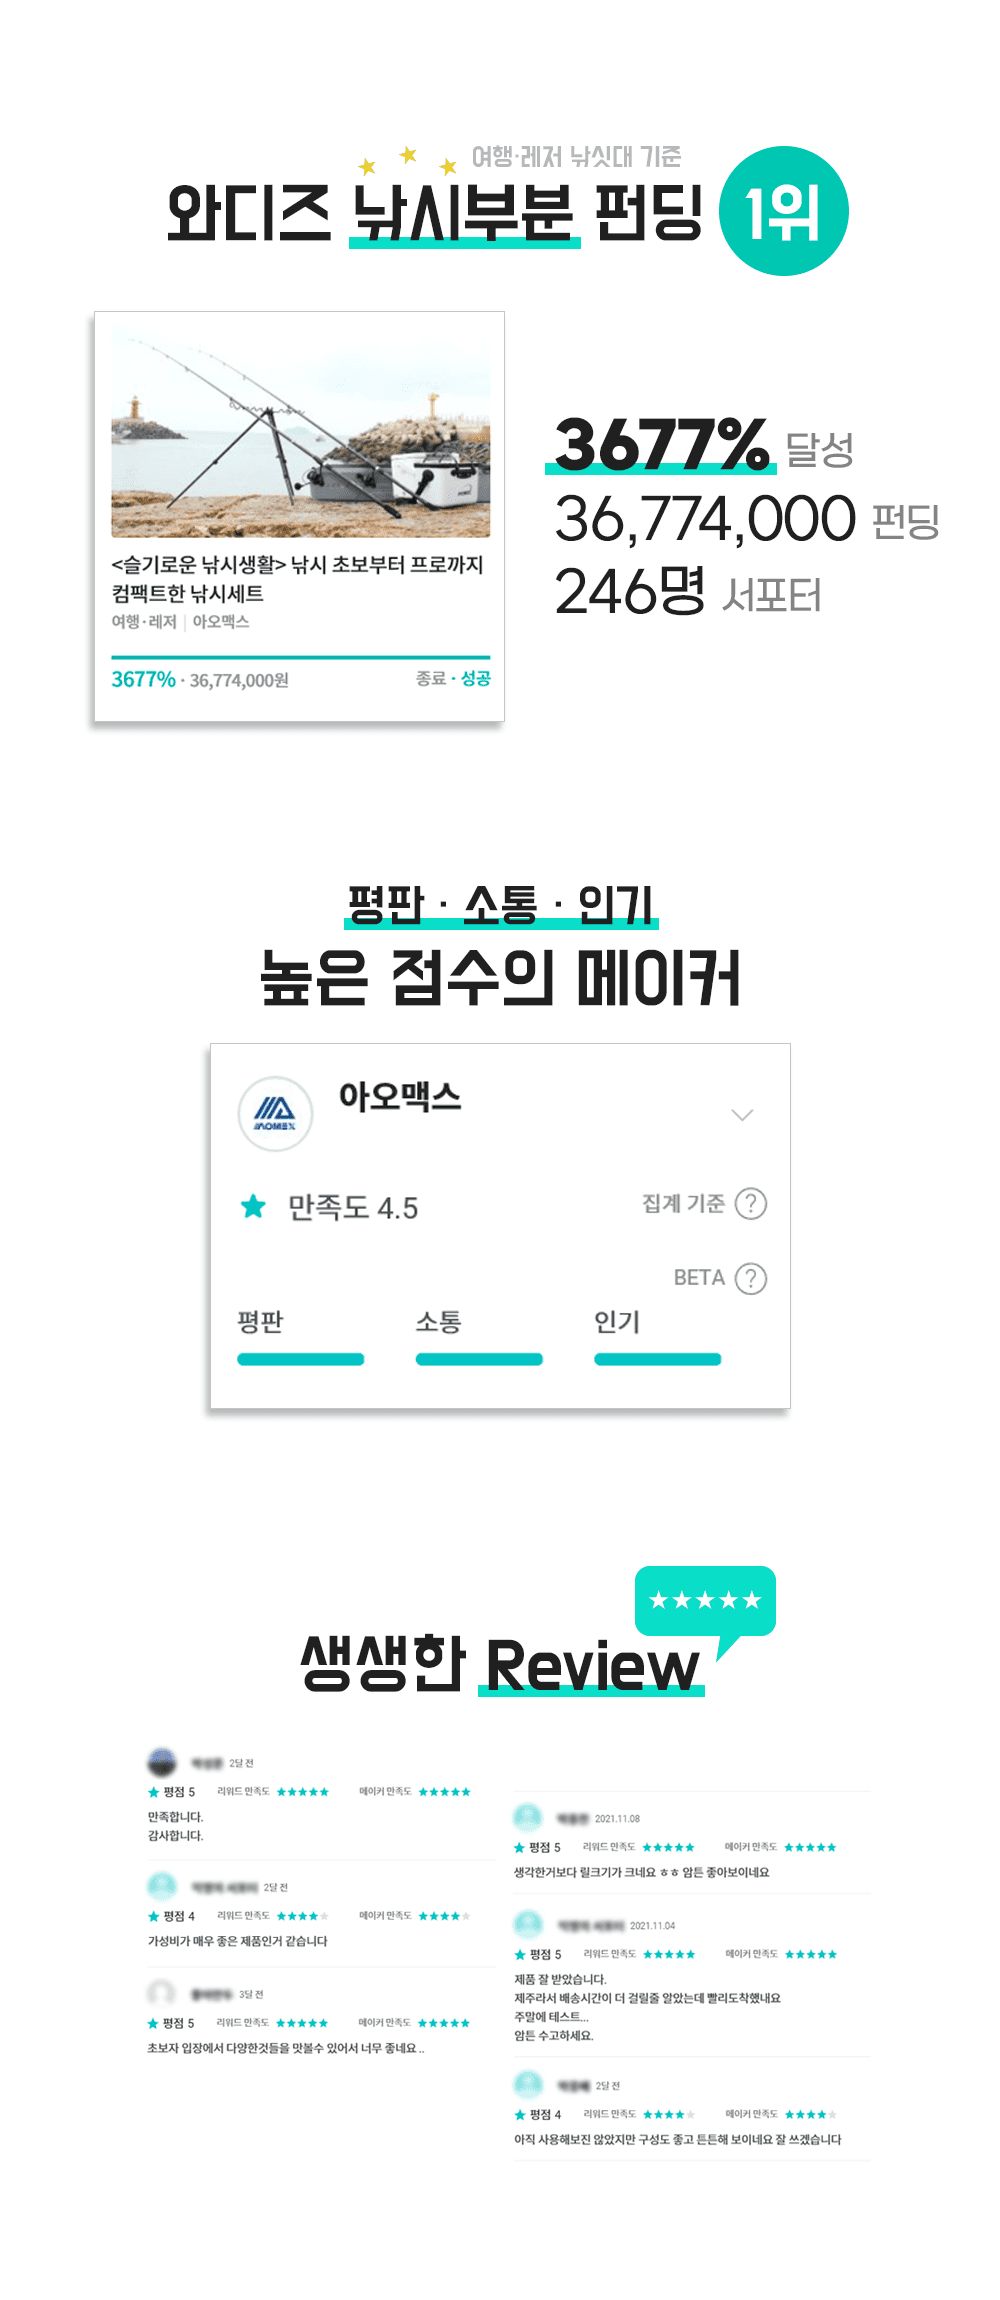 여행·레저 낚싯대 기준
와디즈 낚시부분 펀딩 1위
<슬기로운 낚시생활> 낚시 초보부터 프로까지
컴팩트한 낚시세트
여행·레저 | 아오맥스
3677% · 36,774,000원 종료 · 성공
3677% 달성
36,774,000 펀딩
246명 서포터
평판 · 소통 · 인기
높은 점수의 메이커
AOMEX
아오맥스
만족도 4.5
집계 기준 ?
BETA ?
평판 소통 인기
생생한 Review
2달 전
평점 5 리워드 만족도 메이커 만족도
만족합니다.
감사합니다.
2달 전
평점 4 리워드 만족도 메이커 만족도
가성비가 매우 좋은 제품인거 같습니다
3달 전
평점 5 리워드 만족도 메이커 만족도
초보자 입장에서 다양한것들을 맛볼수 있어서 너무 좋네요 ..
2021.11.08
평점 5 리워드 만족도 메이커 만족도
생각한거보다 릴크기가 크네요 ㅎㅎ 암튼 좋아보이네요
2021.11.04
평점 5 리워드 만족도 메이커 만족도
제품 잘 받았습니다.
제주라서 배송시간이 더 걸릴줄 알았는데 빨리도착했내요
주말에 테스트...
암튼 수고하세요.
2달 전
평점 4 리워드 만족도 메이커 만족도
아직 사용해보진 않았지만 구성도 좋고 튼튼해 보이네요 잘 쓰겠습니다